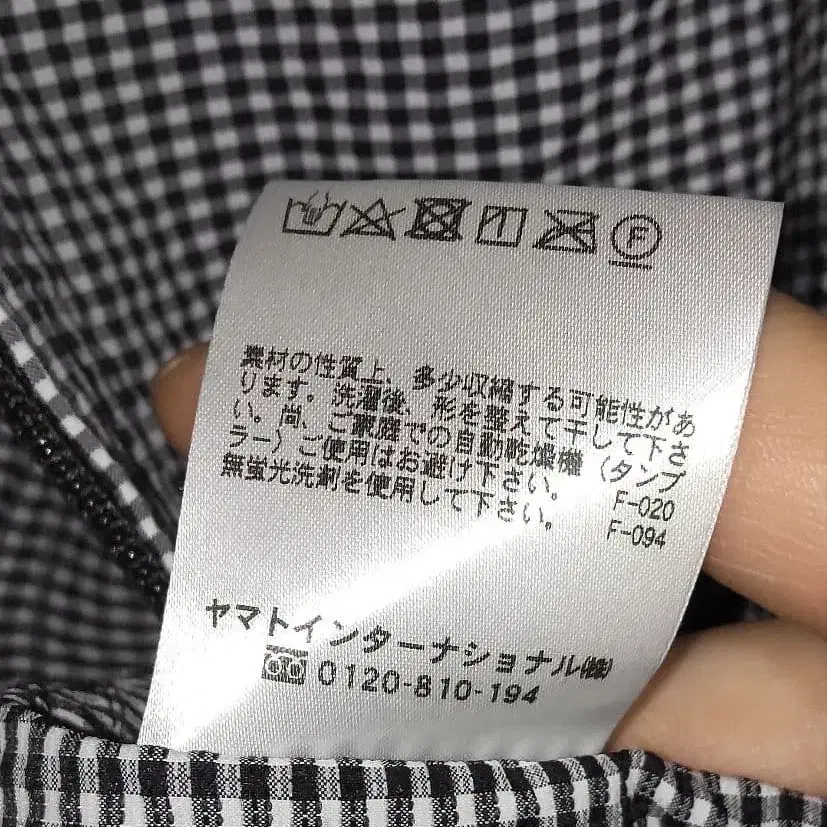 F
素材の性質上、多少収縮する可能性があ
ります。洗濯後、形を整えて干して下さ
い。尚、ご家庭での自動乾燥機（タンブ
ラー）ご使用はお避け下さい。 F-020
無蛍光洗剤を使用して下さい。 F-094
ヤマトインターナショナル㈱
0120-810-194